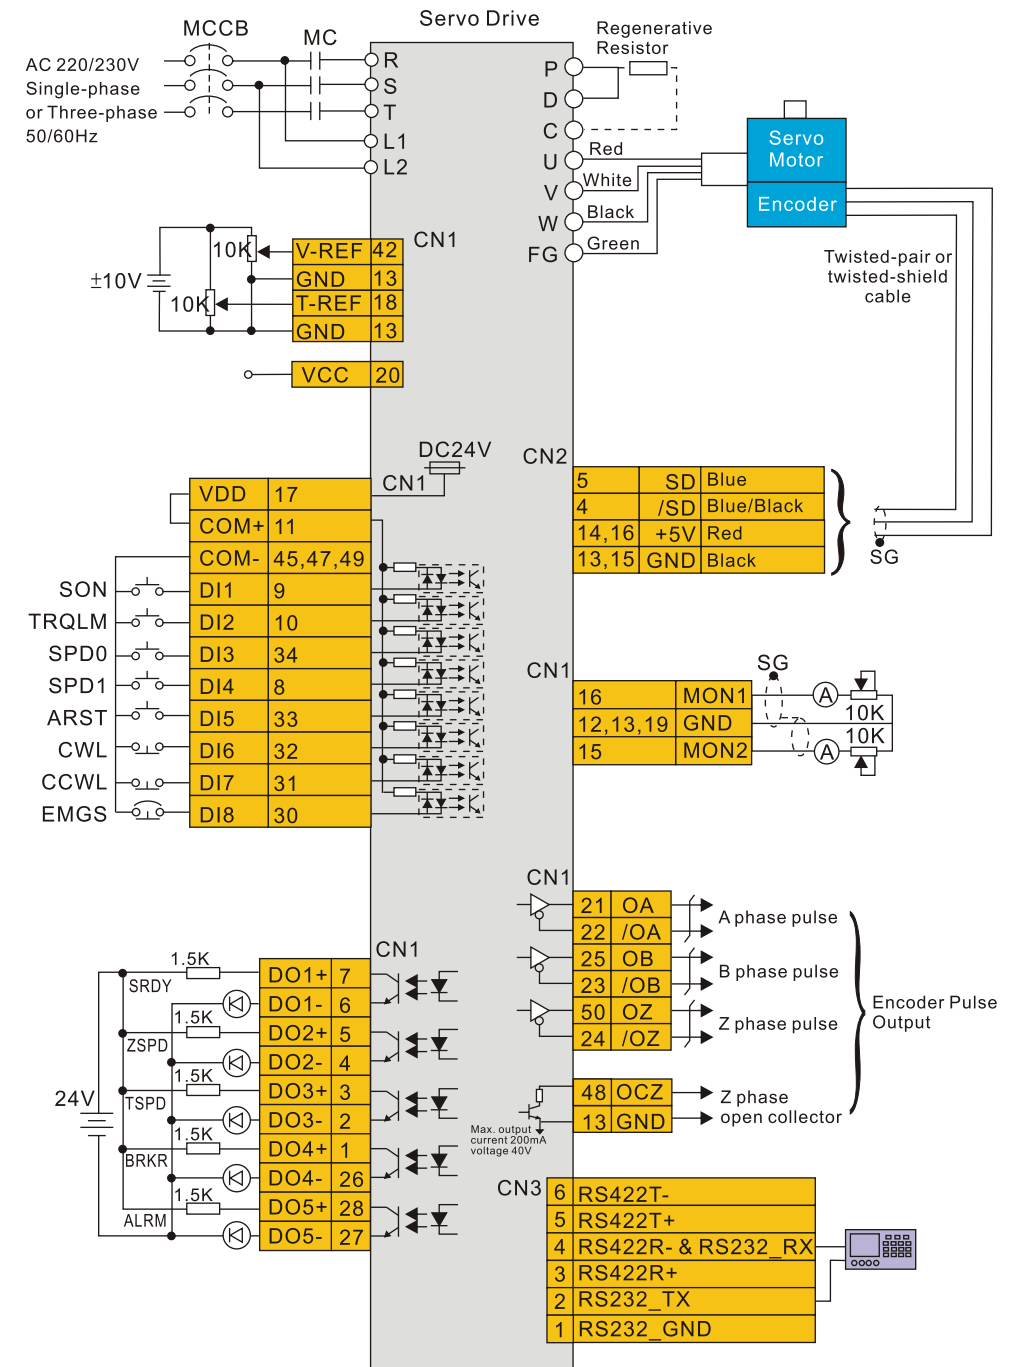 Servo Drive
MCCB
MC
AC 220/230V
Single-phase
or Three-phase
50/60Hz
R
S
T
L1
L2
P
D
C
U
V
W
FG
Regenerative
Resistor
Red
White
Black
Green
Servo
Motor
Encoder
Twisted-pair or
twisted-shield
cable
CN1
±10V
10K
10K
V-REF 42
GND 13
T-REF 18
GND 13
VCC 20
DC24V
CN1
VDD 17
COM+ 11
COM- 45,47,49
SON DI1 9
TRQLM DI2 10
SPD0 DI3 34
SPD1 DI4 8
ARST DI5 33
CWL DI6 32
CCWL DI7 31
EMGS DI8 30
CN2
5 SD Blue
4 /SD Blue/Black
14,16 +5V Red
13,15 GND Black
SG
CN1
SG
16 MON1 A
10K
12,13,19 GND
10K
15 MON2 A
CN1
21 OA
22 /OA
A phase pulse
25 OB
23 /OB
B phase pulse
50 OZ
24 /OZ
Z phase pulse
Encoder Pulse
Output
48 OCZ
13 GND
Z phase
open collector
Max. output
current 200mA
voltage 40V
CN1
24V
1.5K DO1+ 7
SRDY
DO1- 6
1.5K DO2+ 5
ZSPD
DO2- 4
1.5K DO3+ 3
TSPD
DO3- 2
1.5K DO4+ 1
BRKR
DO4- 26
1.5K DO5+ 28
ALRM
DO5- 27
CN3
6 RS422T-
5 RS422T+
4 RS422R- & RS232_RX
3 RS422R+
2 RS232_TX
1 RS232_GND